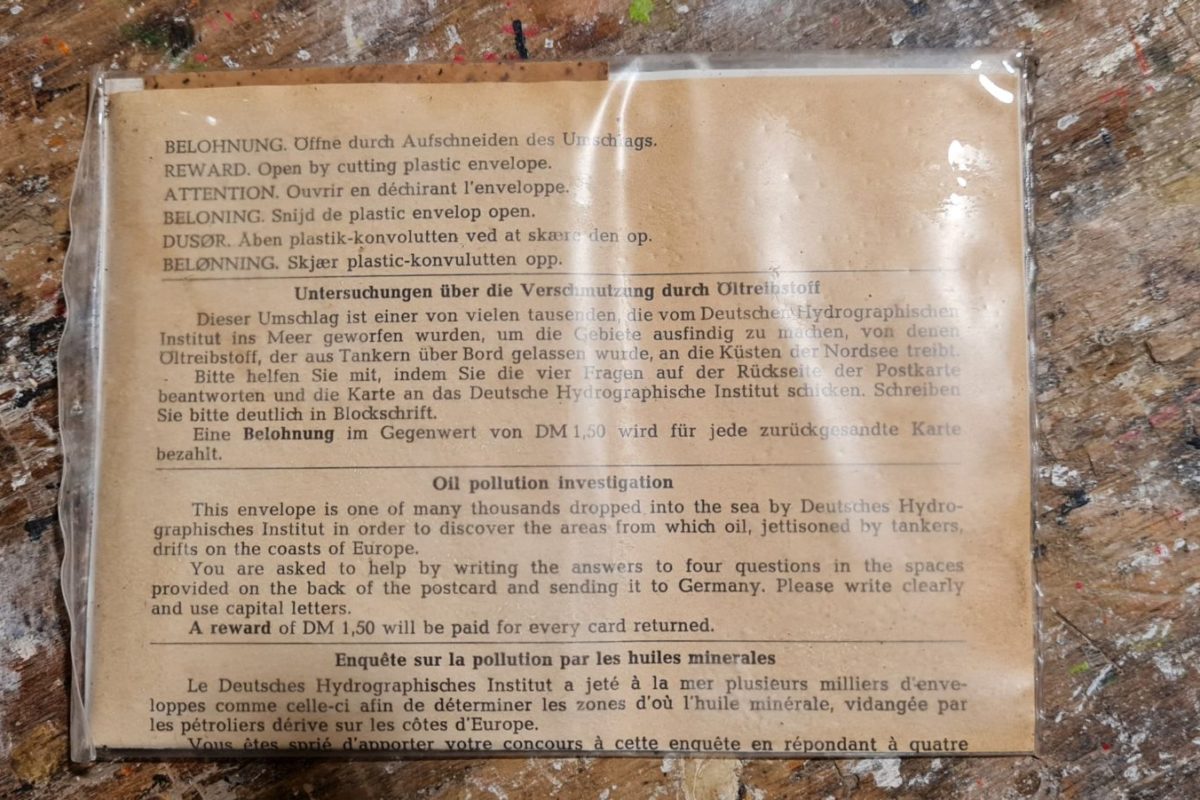 BELOHNUNG. Öffne durch Aufschneiden des Umschlags.
REWARD. Open by cutting plastic envelope.
ATTENTION. Ouvrir en déchirant l'enveloppe.
BELONING. Snijd de plastic envelop open.
DUSØR. Åben plastik-konvolutten ved at skære den op.
BELØNNING. Skjær plastic-konvulutten opp.
Untersuchungen über die Verschmutzung durch Öltreibstoff
Dieser Umschlag ist einer von vielen tausenden, die vom Deutschen Hydrographischen
Institut ins Meer geworfen wurden, um die Gebiete ausfindig zu machen, von denen
Öltreibstoff, der aus Tankern über Bord gelassen wurde, an die Küsten der Nordsee treibt.
Bitte helfen Sie mit, indem Sie die vier Fragen auf der Rückseite der Postkarte
beantworten und die Karte an das Deutsche Hydrographische Institut schicken. Schreiben
Sie bitte deutlich in Blockschrift.
Eine Belohnung im Gegenwert von DM 1,50 wird für jede zurückgesandte Karte
bezahlt.
Oil pollution investigation
This envelope is one of many thousands dropped into the sea by Deutsches Hydro-
graphisches Institut in order to discover the areas from which oil, jettisoned by tankers,
drifts on the coasts of Europe.
You are asked to help by writing the answers to four questions in the spaces
provided on the back of the postcard and sending it to Germany. Please write clearly
and use capital letters.
A reward of DM 1,50 will be paid for every card returned.
Enquête sur la pollution par les huiles minerales
Le Deutsches Hydrographisches Institut a jeté à la mer plusieurs milliers d'enve-
loppes comme celle-ci afin de déterminer les zones d'où l'huile minérale, vidangée par
les pétroliers dérive sur les côtes d'Europe.
Vous êtes sprié d'apporter votre concours à cette enquête en répondant à quatre